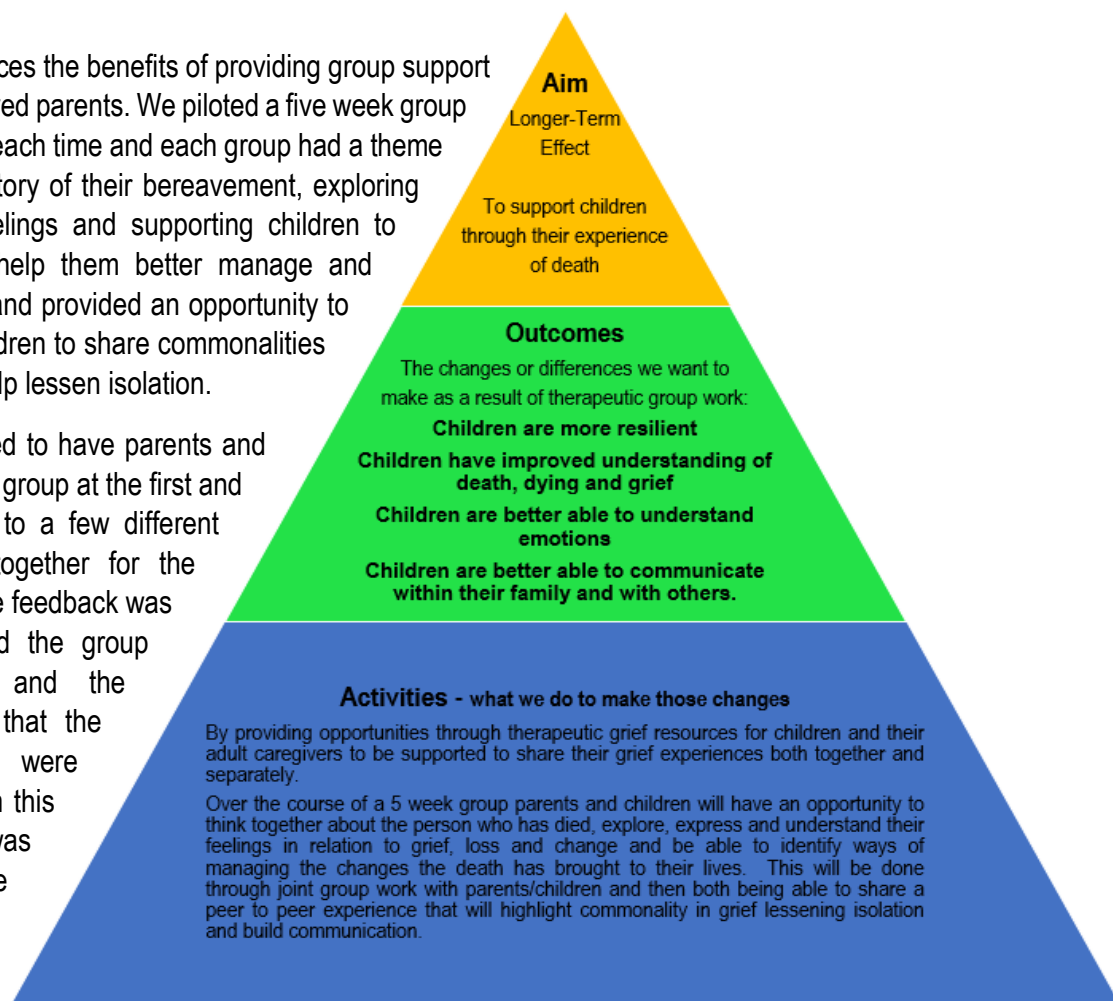 ces the benefits of providing group support
ed parents. We piloted a five week group
each time and each group had a theme
tory of their bereavement, exploring
elings and supporting children to
help them better manage and
and provided an opportunity to
dren to share commonalities
lp lessen isolation.
ed to have parents and
group at the first and
to a few different
together for the
e feedback was
d the group
and the
that the
were
n this
was
e
Aim
Longer-Term
Effect
To support children
through their experience
of death
Outcomes
The changes or differences we want to
make as a result of therapeutic group work:
Children are more resilient
Children have improved understanding of
death, dying and grief
Children are better able to understand
emotions
Children are better able to communicate
within their family and with others.
Activities - what we do to make those changes
By providing opportunities through therapeutic grief resources for children and their
adult caregivers to be supported to share their grief experiences both together and
separately.
Over the course of a 5 week group parents and children will have an opportunity to
think together about the person who has died, explore, express and understand their
feelings in relation to grief, loss and change and be able to identify ways of
managing the changes the death has brought to their lives. This will be done
through joint group work with parents/children and then both being able to share a
peer to peer experience that will highlight commonality in grief lessening isolation
and build communication.